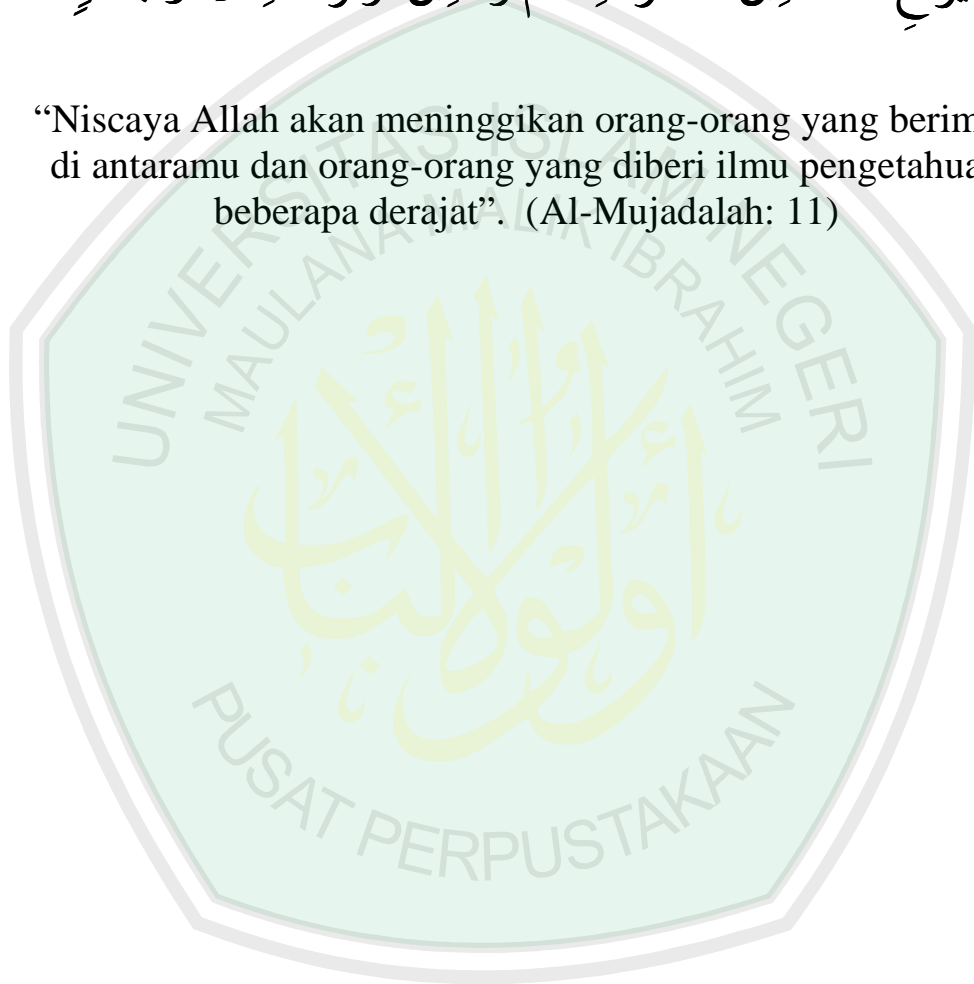 “Niscaya Allah akan meninggikan orang-orang yang berim
di antaramu dan orang-orang yang diberi ilmu pengetahua
beberapa derajat”. (Al-Mujadalah: 11)
UNIVERSITAS ISLAM NEGERI
MAULANA MALIK IBRAHIM
PUSAT PERPUSTAKAAN